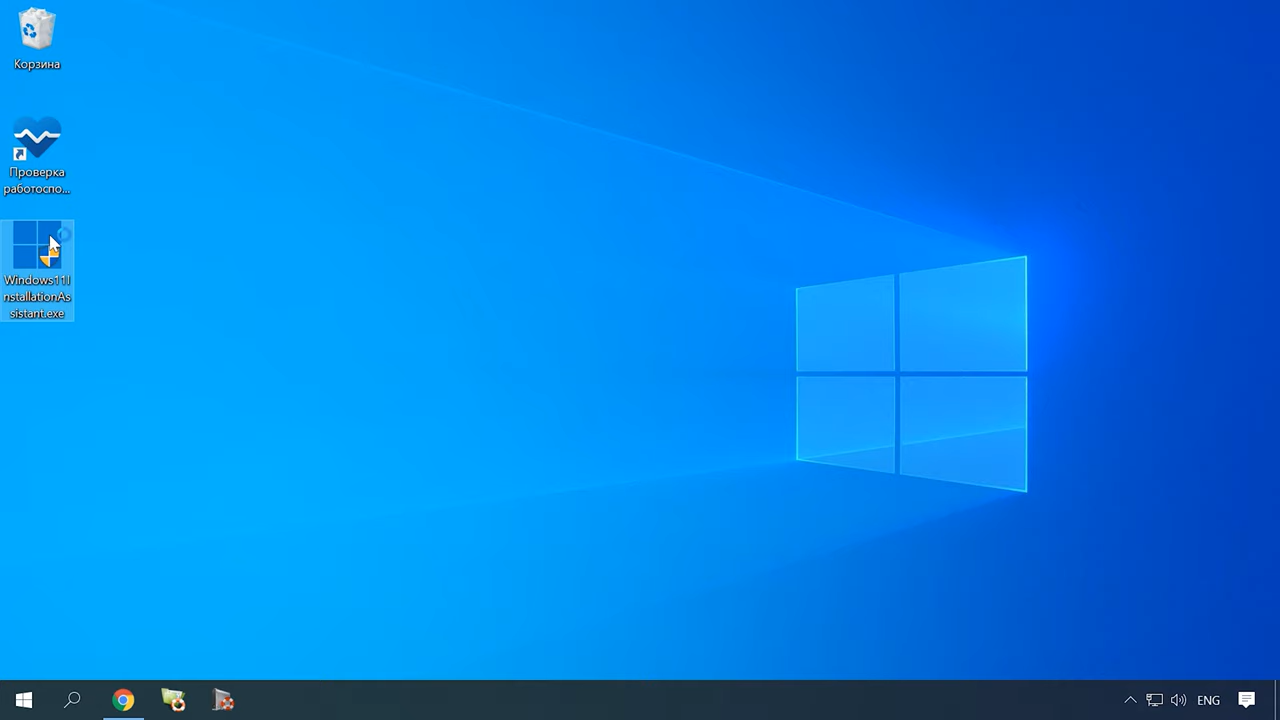 Корзина
Проверка
работоспо...
Windows11I
nstallationAs
sistant.exe
ENG